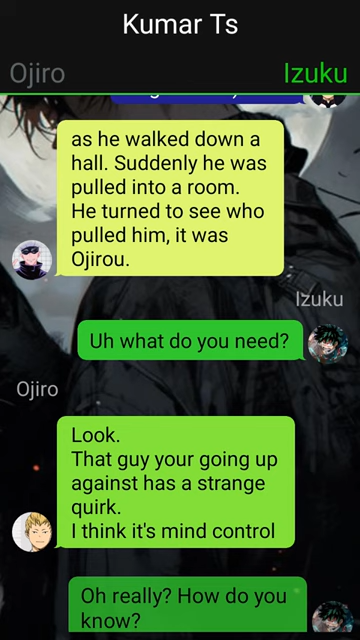 Kumar Ts
Ojiro
Izuku
as he walked down a
hall. Suddenly he was
pulled into a room.
He turned to see who
pulled him, it was
Ojirou.
Izuku
Uh what do you need?
Ojiro
Look.
That guy your going up
against has a strange
quirk.
I think it's mind control
Oh really? How do you
know?